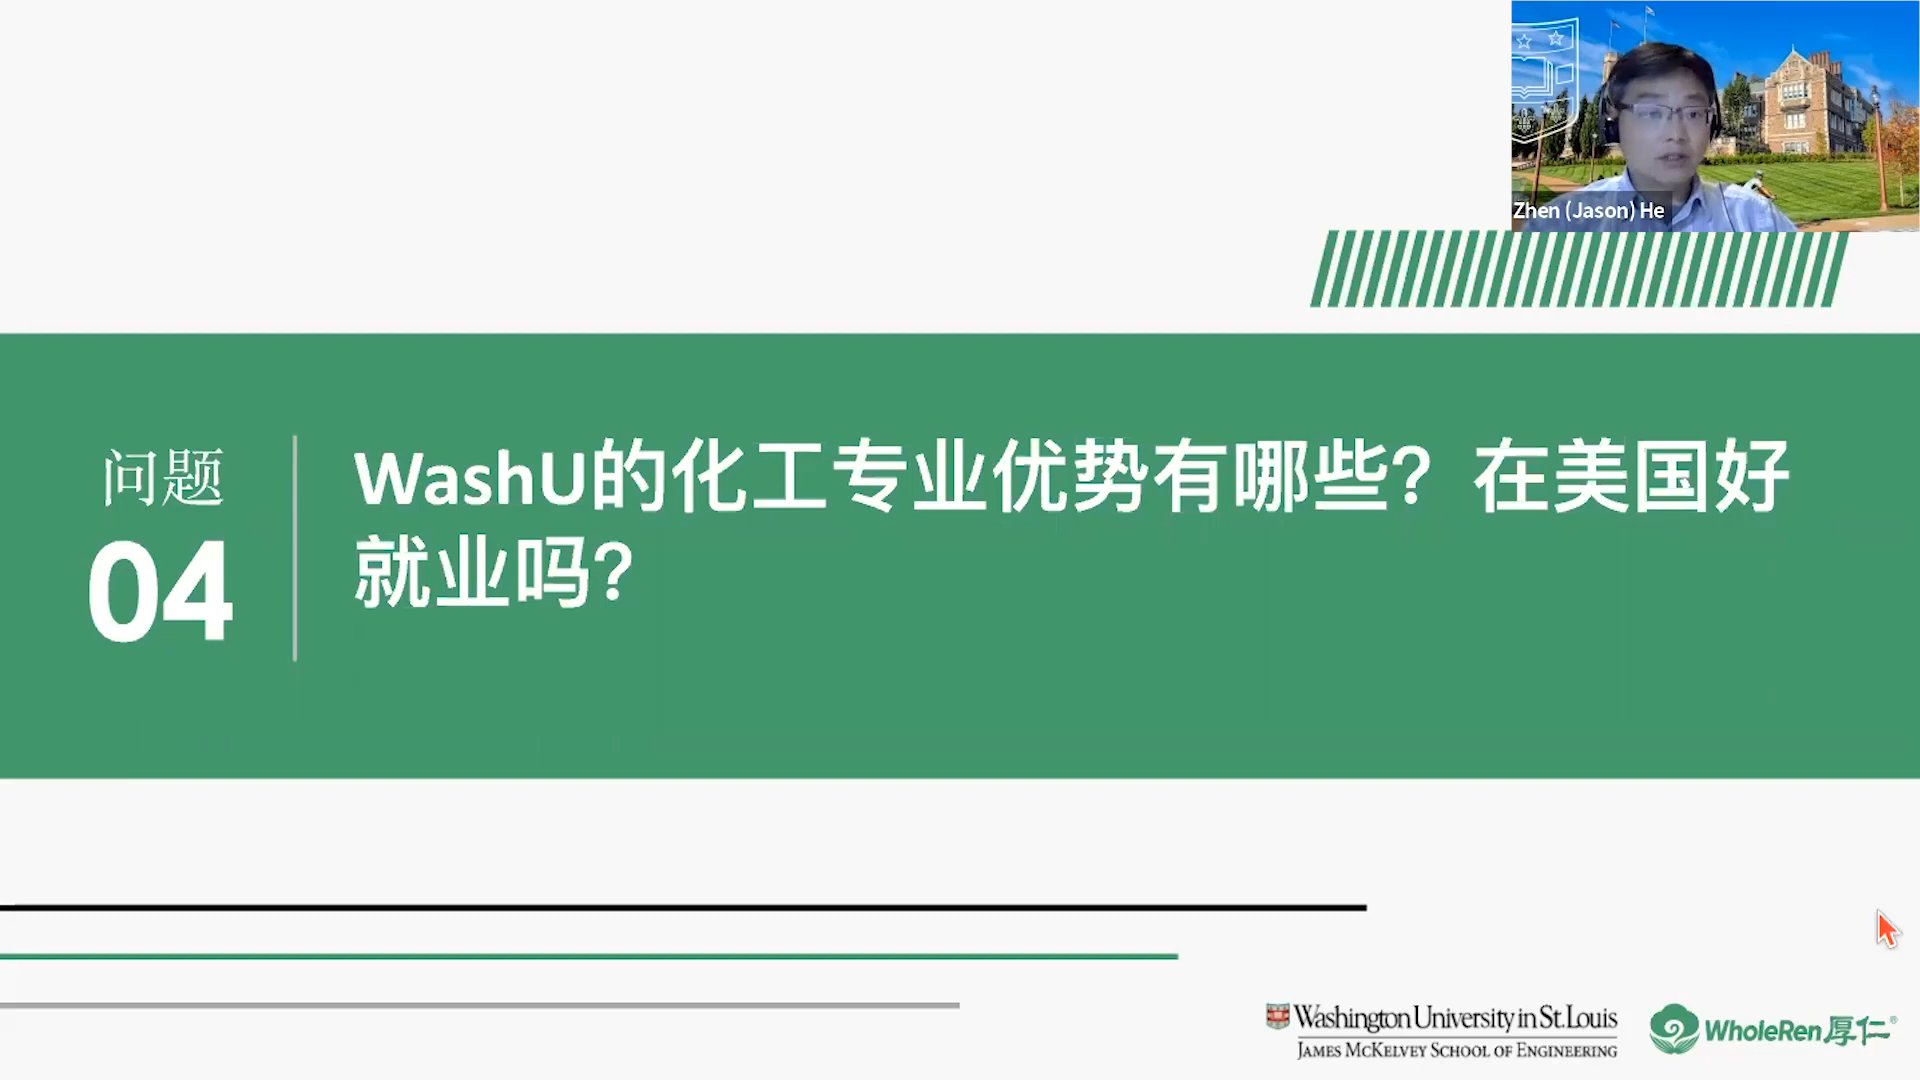 Zhen (Jason) He
问题
04
WashU的化工专业优势有哪些？在美国好
就业吗？
Washington University in St. Louis
JAMES MCKELVEY SCHOOL OF ENGINEERING
WholeRen厚仁®